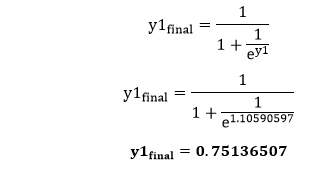 y1final = 1 / (1 + 1 / e^y1)
y1final = 1 / (1 + 1 / e^1.10590597)
y1final = 0.75136507